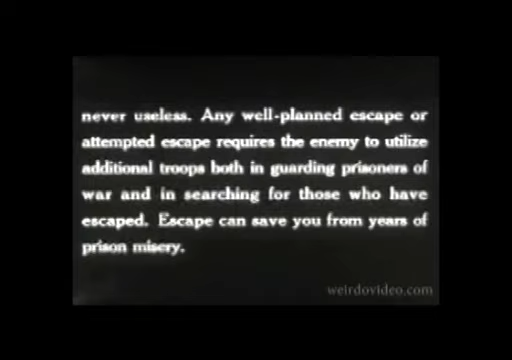 never useless. Any well-planned escape or
attempted escape requires the enemy to utilize
additional troops both in guarding prisoners of
war and in searching for those who have
escaped. Escape can save you from years of
prison misery.
weirdovideo.com